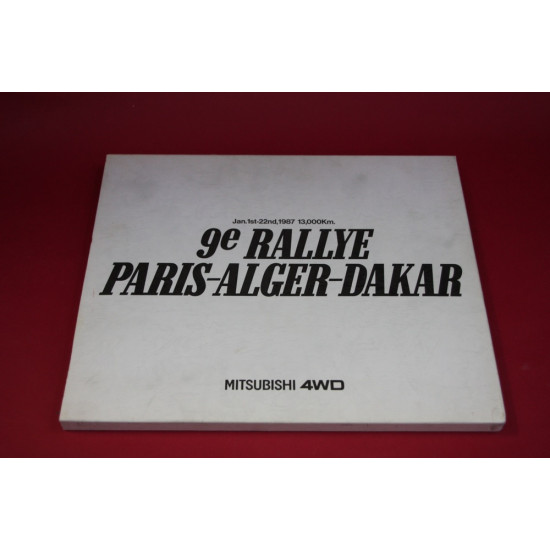 Jan.1st-22nd,1987 13,000Km.
9e RALLYE
PARIS-ALGER-DAKAR
MITSUBISHI 4WD